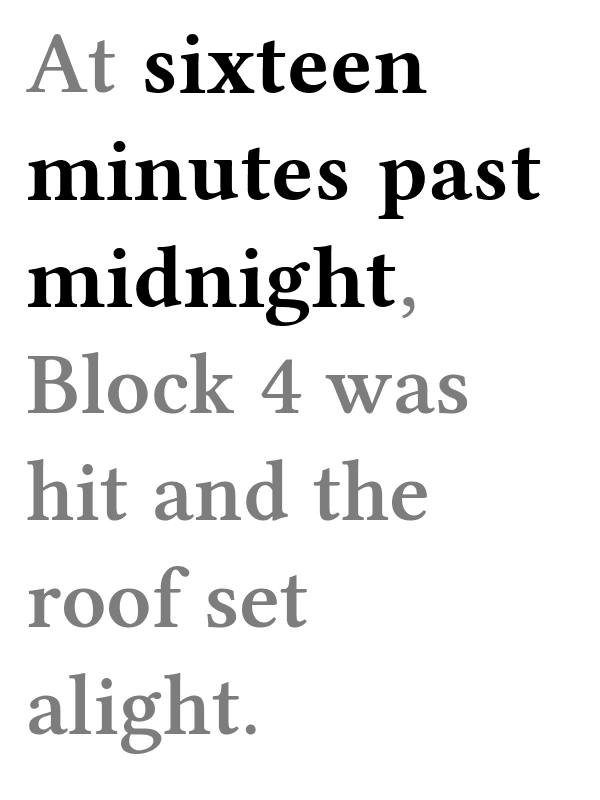 At sixteen
minutes past
midnight,
Block 4 was
hit and the
roof set
alight.